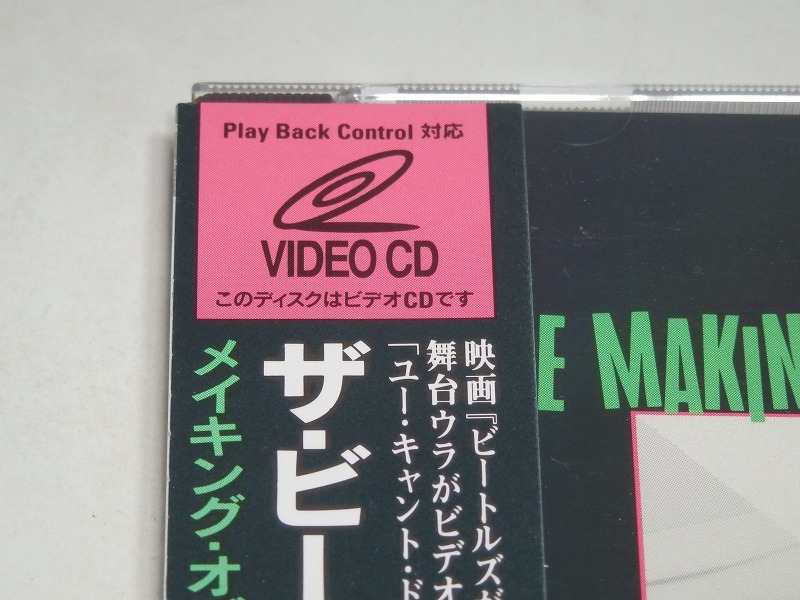 Play Back Control 対応
VIDEO CD
このディスクはビデオCDです
映画『ビートルズが
舞台ウラがビデオ
「ユー・キャント・ド
ザ・ビー
メイキング・オブ
E MAKIN